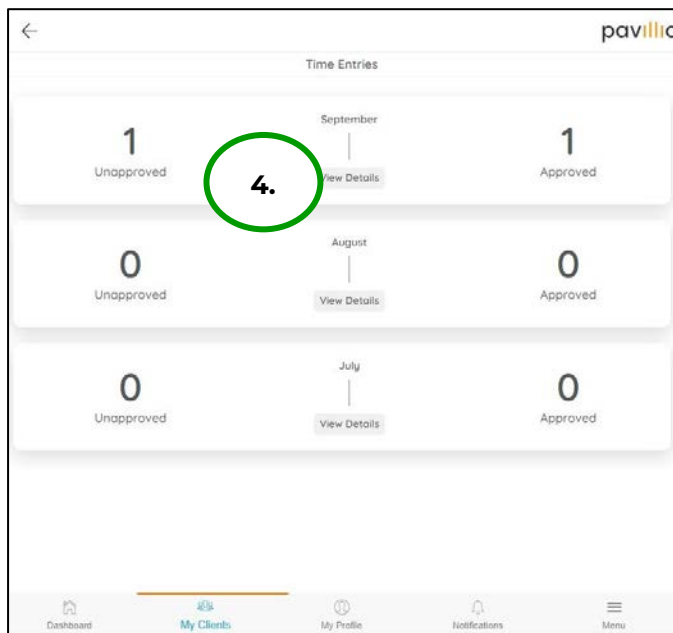 pavillio
Time Entries
September
1 1
Unapproved Approved
4.
View Details
August
0 0
Unapproved Approved
View Details
July
0 0
Unapproved Approved
View Details
Dashboard My Clients My Profile Notifications Menu